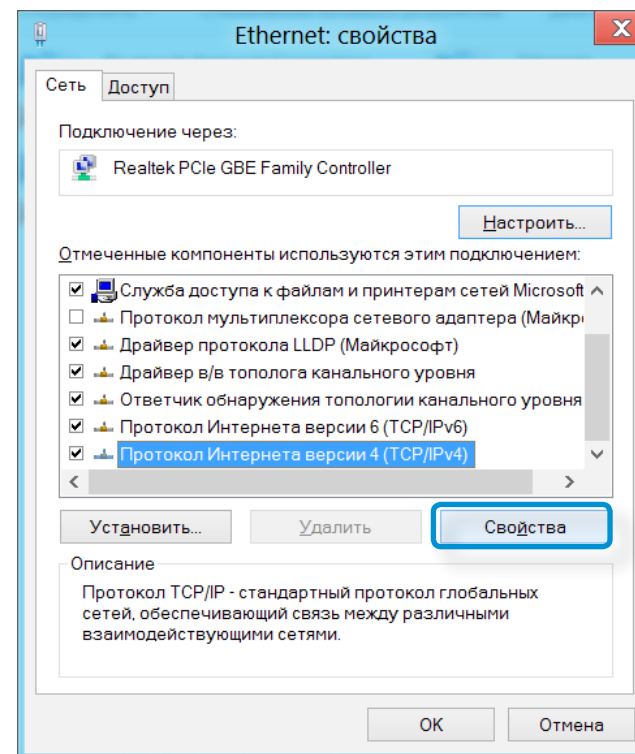 Ethernet: свойства
Сеть
Доступ
Подключение через:
Realtek PCIe GBE Family Controller
Настроить...
Отмеченные компоненты используются этим подключением:
Служба доступа к файлам и принтерам сетей Microsoft
Протокол мультиплексора сетевого адаптера (Майкр
Драйвер протокола LLDP (Майкрософт)
Драйвер в/в тополога канального уровня
Ответчик обнаружения топологии канального уровня
Протокол Интернета версии 6 (TCP/IPv6)
Протокол Интернета версии 4 (TCP/IPv4)
Установить...
Удалить
Свойства
Описание
Протокол TCP/IP - стандартный протокол глобальных
сетей, обеспечивающий связь между различными
взаимодействующими сетями.
OK
Отмена